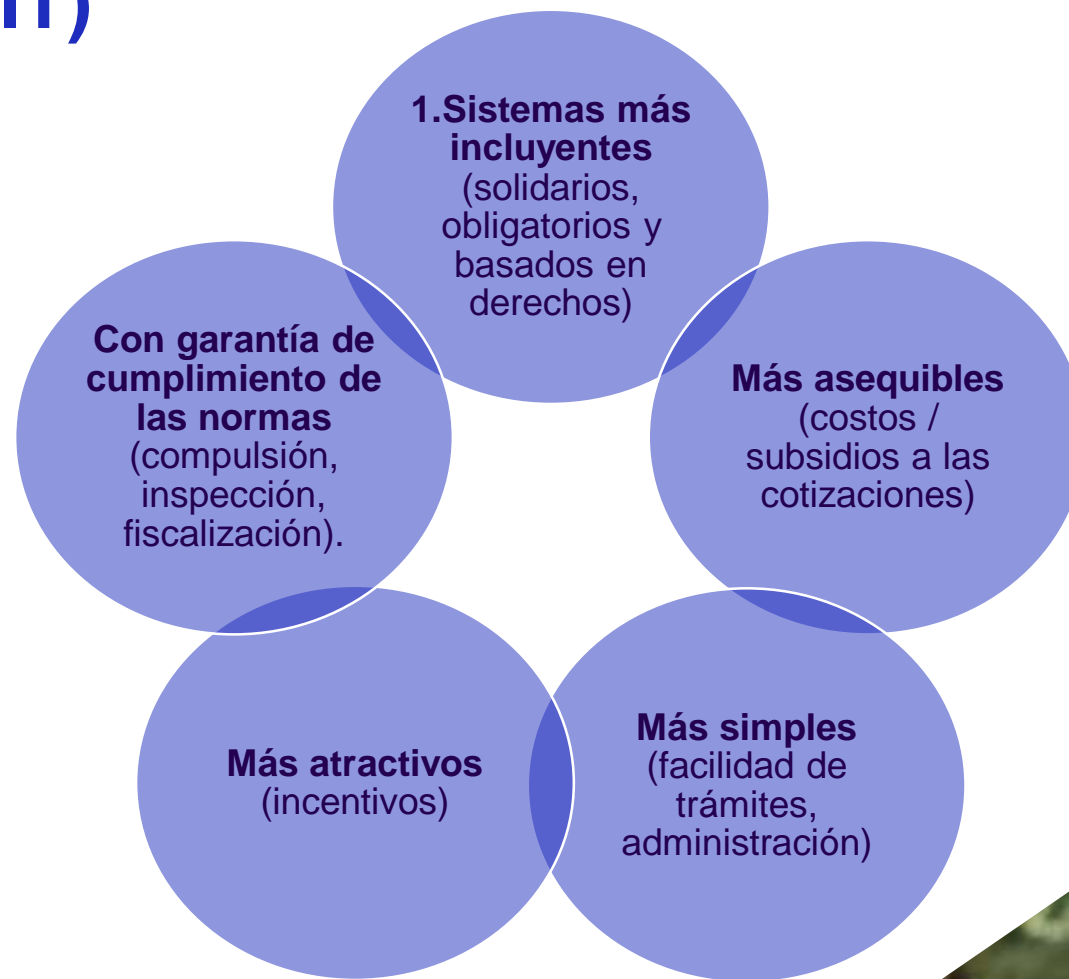 1.Sistemas más
incluyentes
(solidarios,
obligatorios y
basados en
derechos)
Más asequibles
(costos /
subsidios a las
cotizaciones)
Más simples
(facilidad de
trámites,
administración)
Más atractivos
(incentivos)
Con garantía de
cumplimiento de
las normas
(compulsión,
inspección,
fiscalización).